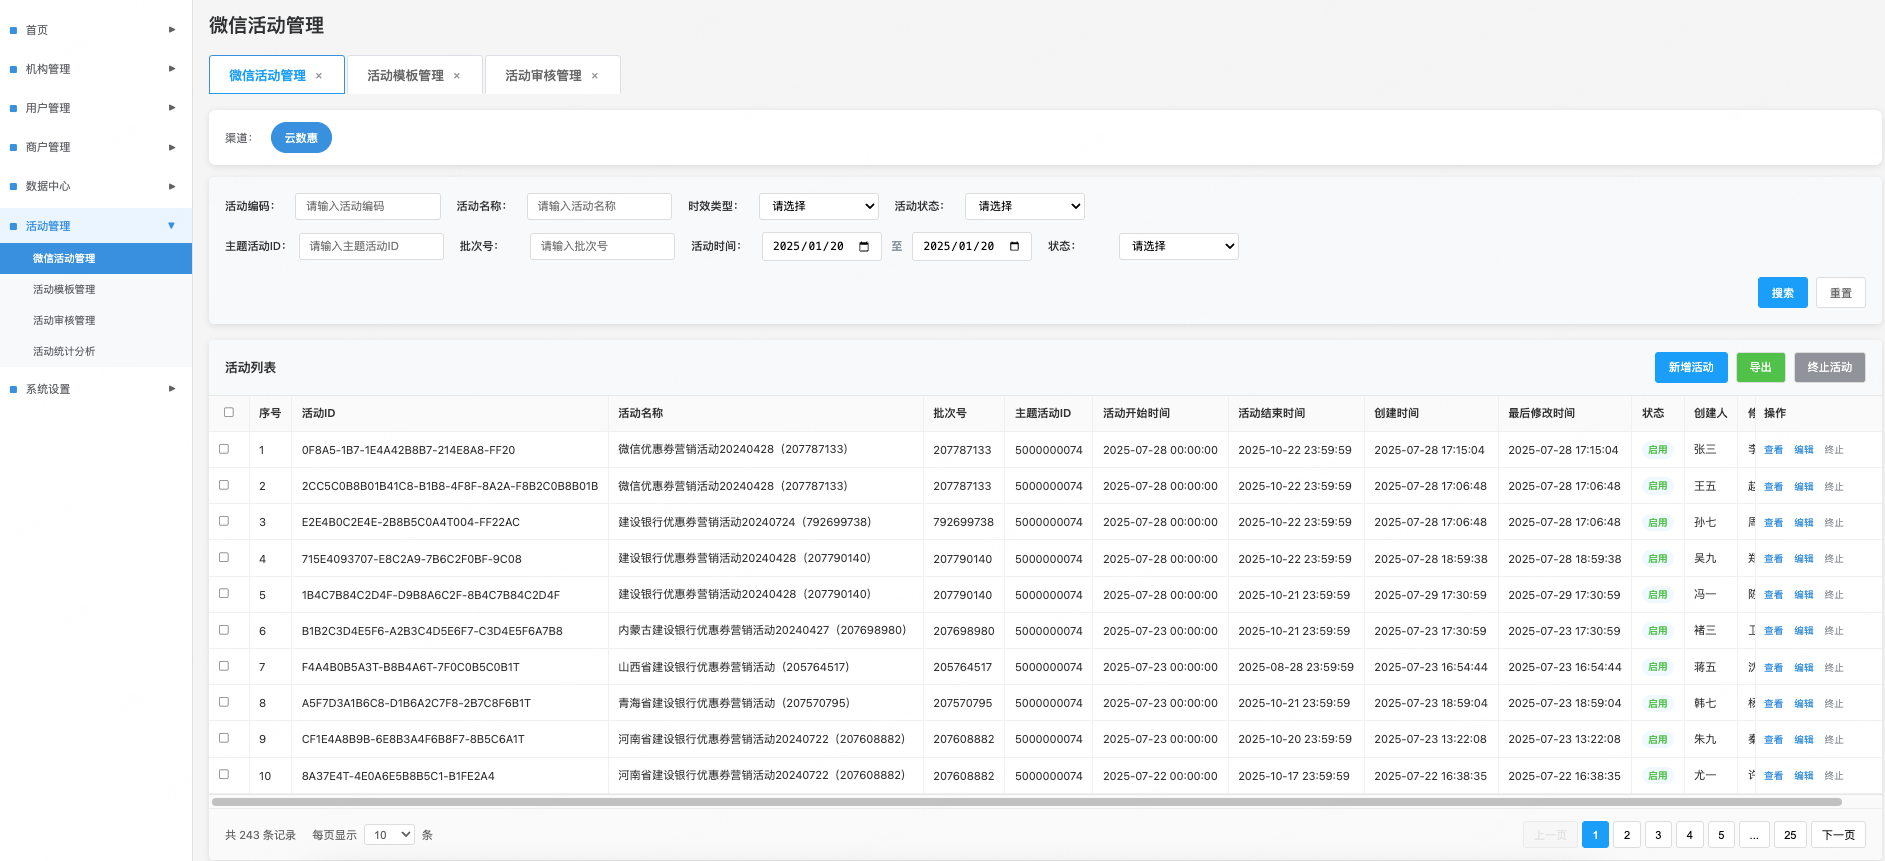 首页
机构管理
用户管理
商户管理
数据中心
活动管理
微信活动管理
活动模板管理
活动审核管理
活动统计分析
系统设置
微信活动管理
微信活动管理 × 活动模板管理 × 活动审核管理 ×
渠道： 云数惠
活动编码： 请输入活动编码 活动名称： 请输入活动名称 时效类型： 请选择 活动状态： 请选择
主题活动ID： 请输入主题活动ID 批次号： 请输入批次号 活动时间： 2025/01/20 至 2025/01/20 状态： 请选择
搜索 重置
活动列表 新增活动 导出 终止活动
序号 活动ID 活动名称 批次号 主题活动ID 活动开始时间 活动结束时间 创建时间 最后修改时间 状态 创建人 操作
1 0F8A5-1B7-1E4A42B8B7-214E8A8-FF20 微信优惠券营销活动20240428（207787133） 207787133 5000000074 2025-07-28 00:00:00 2025-10-22 23:59:59 2025-07-28 17:15:04 2025-07-28 17:15:04 启用 张三 查看 编辑 终止
2 2CC5C0B8B01B41C8-B1B8-4F8F-8A2A-F8B2C0B8B01B 微信优惠券营销活动20240428（207787133） 207787133 5000000074 2025-07-28 00:00:00 2025-10-22 23:59:59 2025-07-28 17:06:48 2025-07-28 17:06:48 启用 王五 查看 编辑 终止
3 E2E4B0C2E4E-2B8B5C0A4T004-FF22AC 建设银行优惠券营销活动20240724（792699738） 792699738 5000000074 2025-07-28 00:00:00 2025-10-22 23:59:59 2025-07-28 17:06:48 2025-07-28 17:06:48 启用 孙七 查看 编辑 终止
4 715E4093707-E8C2A9-7B6C2F0BF-9C08 建设银行优惠券营销活动20240428（207790140） 207790140 5000000074 2025-07-28 00:00:00 2025-10-22 23:59:59 2025-07-28 18:59:38 2025-07-28 18:59:38 启用 吴九 查看 编辑 终止
5 1B4C7B84C2D4F-D9B8A6C2F-8B4C7B84C2D4F 建设银行优惠券营销活动20240428（207790140） 207790140 5000000074 2025-07-28 00:00:00 2025-10-21 23:59:59 2025-07-29 17:30:59 2025-07-29 17:30:59 启用 冯一 查看 编辑 终止
6 B1B2C3D4E5F6-A2B3C4D5E6F7-C3D4E5F6A7B8 内蒙古建设银行优惠券营销活动20240427（207698980） 207698980 5000000074 2025-07-23 00:00:00 2025-10-21 23:59:59 2025-07-23 17:30:59 2025-07-23 17:30:59 启用 褚三 查看 编辑 终止
7 F4A4B0B5A3T-B8B4A6T-7F0C0B5C0B1T 山西省建设银行优惠券营销活动（205764517） 205764517 5000000074 2025-07-23 00:00:00 2025-08-28 23:59:59 2025-07-23 16:54:44 2025-07-23 16:54:44 启用 蒋五 查看 编辑 终止
8 A5F7D3A1B6C8-D1B6A2C7F8-2B7C8F6B1T 青海省建设银行优惠券营销活动（207570795） 207570795 5000000074 2025-07-23 00:00:00 2025-10-21 23:59:59 2025-07-23 18:59:04 2025-07-23 18:59:04 启用 韩七 查看 编辑 终止
9 CF1E4A8B9B-6E8B3A4F6B8F7-8B5C6A1T 河南省建设银行优惠券营销活动20240722（207608882） 207608882 5000000074 2025-07-23 00:00:00 2025-10-20 23:59:59 2025-07-23 13:22:08 2025-07-23 13:22:08 启用 朱九 查看 编辑 终止
10 8A37E4T-4E0A6E5B8B5C1-B1FE2A4 河南省建设银行优惠券营销活动20240722（207608882） 207608882 5000000074 2025-07-22 00:00:00 2025-10-17 23:59:59 2025-07-22 16:38:35 2025-07-22 16:38:35 启用 尤一 查看 编辑 终止
共 243 条记录 每页显示 10 条 上一页 1 2 3 4 5 ... 25 下一页